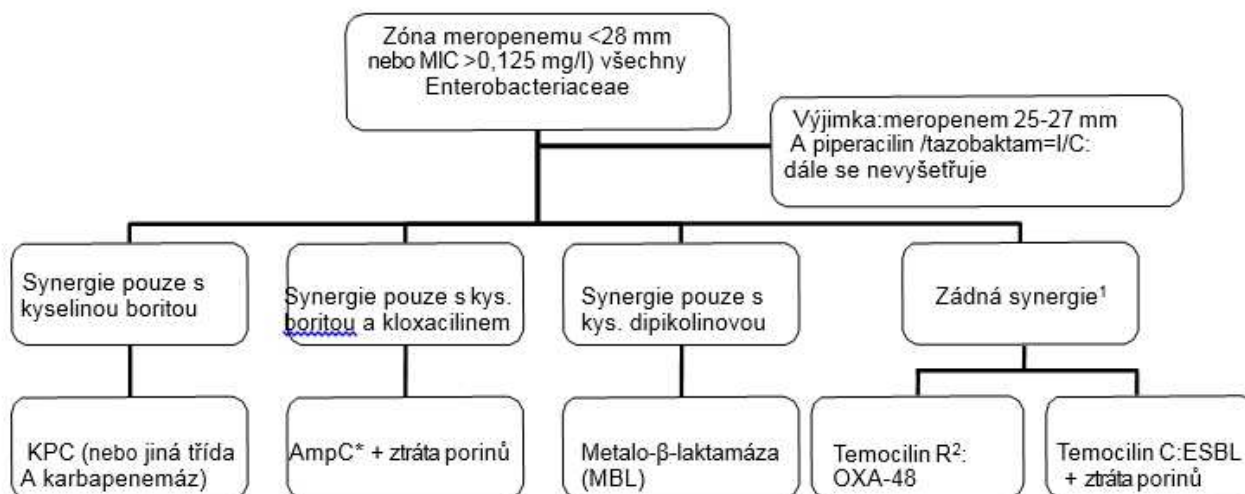 Zóna meropenemu <28 mm
nebo MIC >0,125 mg/l) všechny
Enterobacteriaceae
Výjimka:meropenem 25-27 mm
A piperacilin /tazobaktam=I/C:
dále se nevyšetřuje
Synergie pouze s
kyselinou boritou
Synergie pouze s kys.
boritou a kloxacilinem
Synergie pouze s
kys. dipikolinovou
Zádná synergie¹
KPC (nebo jiná třída
A karbapenemáz)
AmpC* + ztráta porinů
Metalo-β-laktamáza
(MBL)
Temocilin R²:
OXA-48
Temocilin C:ESBL
+ ztráta porinů